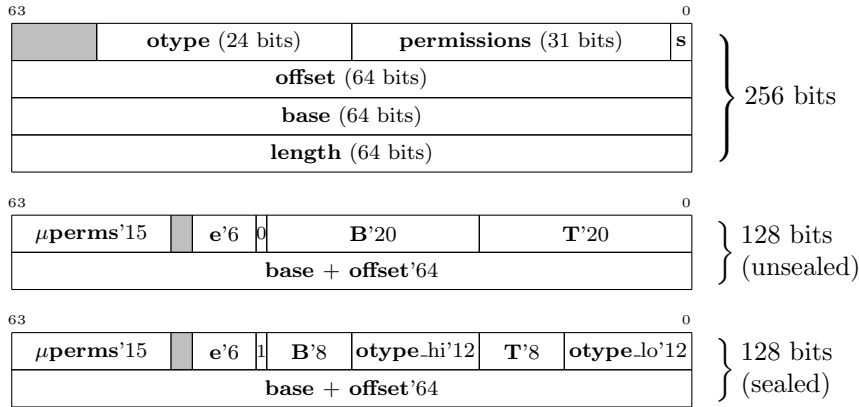 63 0
otype (24 bits) permissions (31 bits) s
offset (64 bits)
base (64 bits)
length (64 bits)
256 bits
63 0
μperms'15 e'6 0 B'20 T'20
base + offset'64
128 bits
(unsealed)
63 0
μperms'15 e'6 1 B'8 otype_hi'12 T'8 otype_lo'12
base + offset'64
128 bits
(sealed)